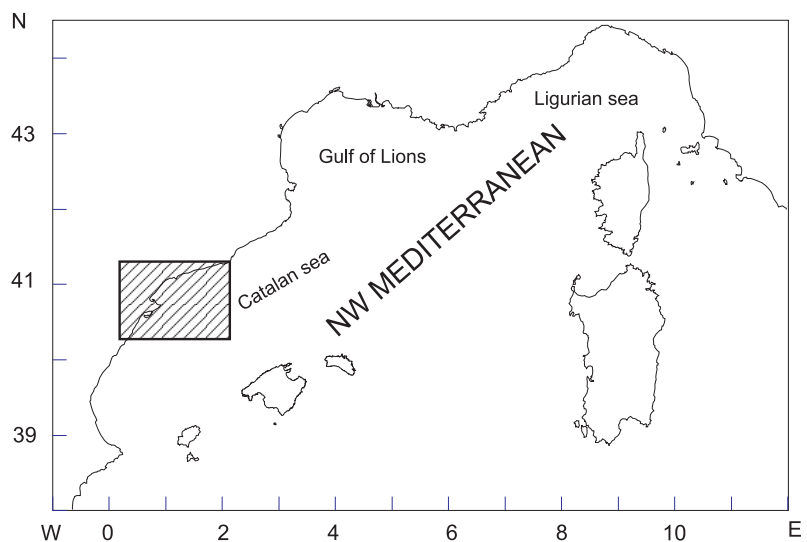 N
Ligurian sea
43
Gulf of Lions
NW MEDITERRANEAN
41
Catalan sea
39
W 0 2 4 6 8 10 E